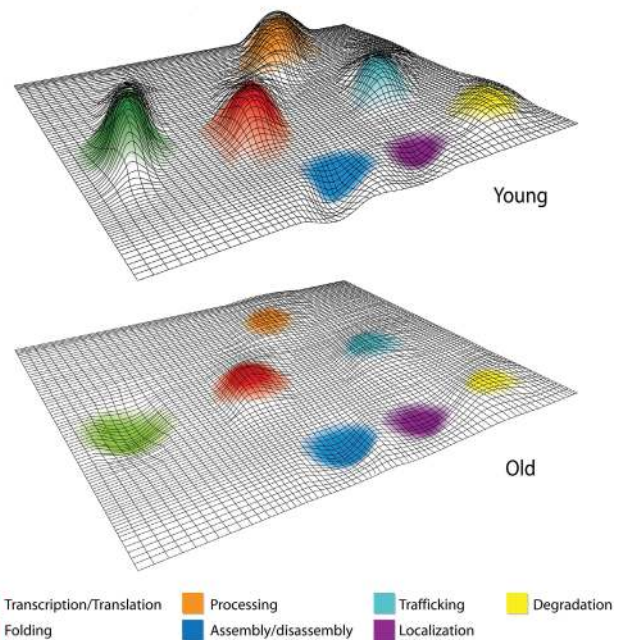 Young
Old
Transcription/Translation Processing Trafficking Degradation
Folding Assembly/disassembly Localization